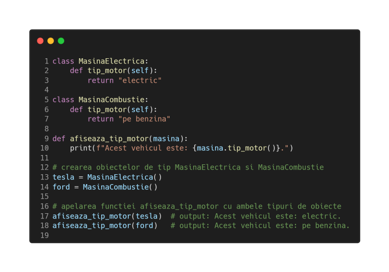 1 class MasinaElectrica:
2     def tip_motor(self):
3         return "electric"
4
5 class MasinaCombustie:
6     def tip_motor(self):
7         return "pe benzina"
8
9 def afiseaza_tip_motor(masina):
10     print(f"Acest vehicul este: {masina.tip_motor()}.")
11
12 # crearea obiectelor de tip MasinaElectrica si MasinaCombustie
13 tesla = MasinaElectrica()
14 ford = MasinaCombustie()
15
16 # apelarea functiei afiseaza_tip_motor cu ambele tipuri de obiecte
17 afiseaza_tip_motor(tesla)  # output: Acest vehicul este: electric.
18 afiseaza_tip_motor(ford)   # output: Acest vehicul este: pe benzina.
19